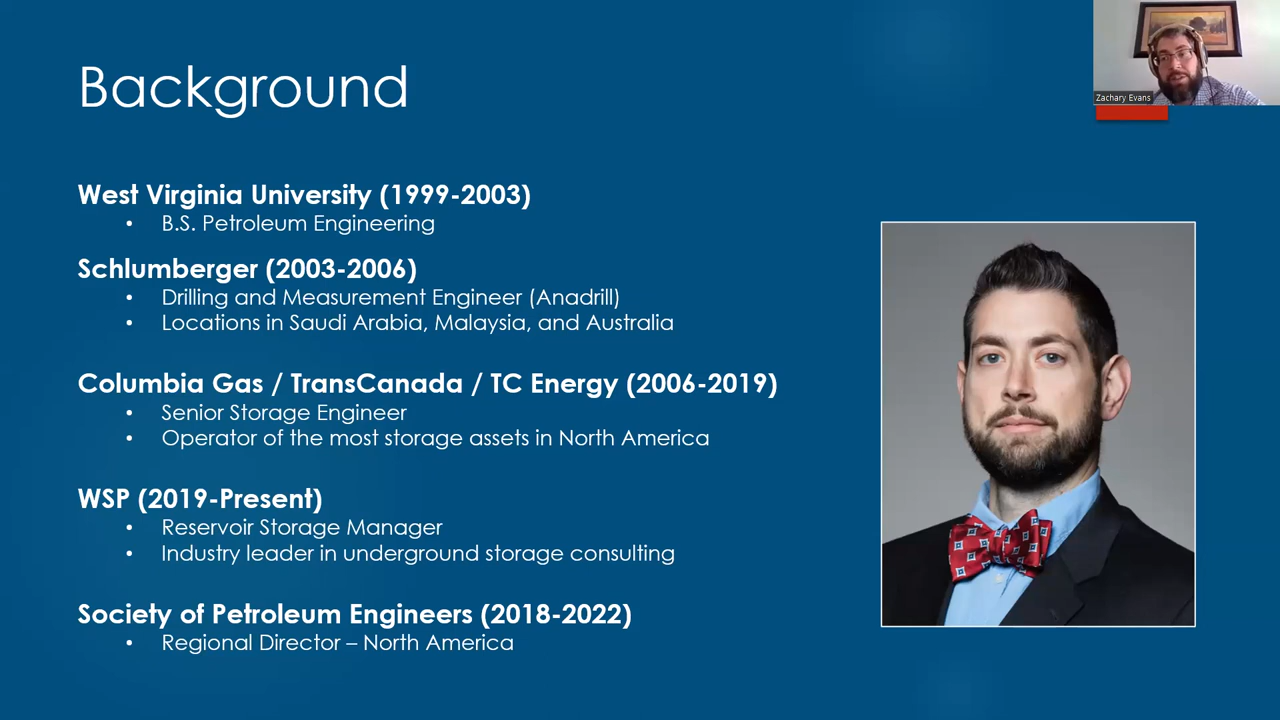 Background
Zachary Evans
West Virginia University (1999-2003)
• B.S. Petroleum Engineering
Schlumberger (2003-2006)
• Drilling and Measurement Engineer (Anadrill)
• Locations in Saudi Arabia, Malaysia, and Australia
Columbia Gas / TransCanada / TC Energy (2006-2019)
• Senior Storage Engineer
• Operator of the most storage assets in North America
WSP (2019-Present)
• Reservoir Storage Manager
• Industry leader in underground storage consulting
Society of Petroleum Engineers (2018-2022)
• Regional Director – North America